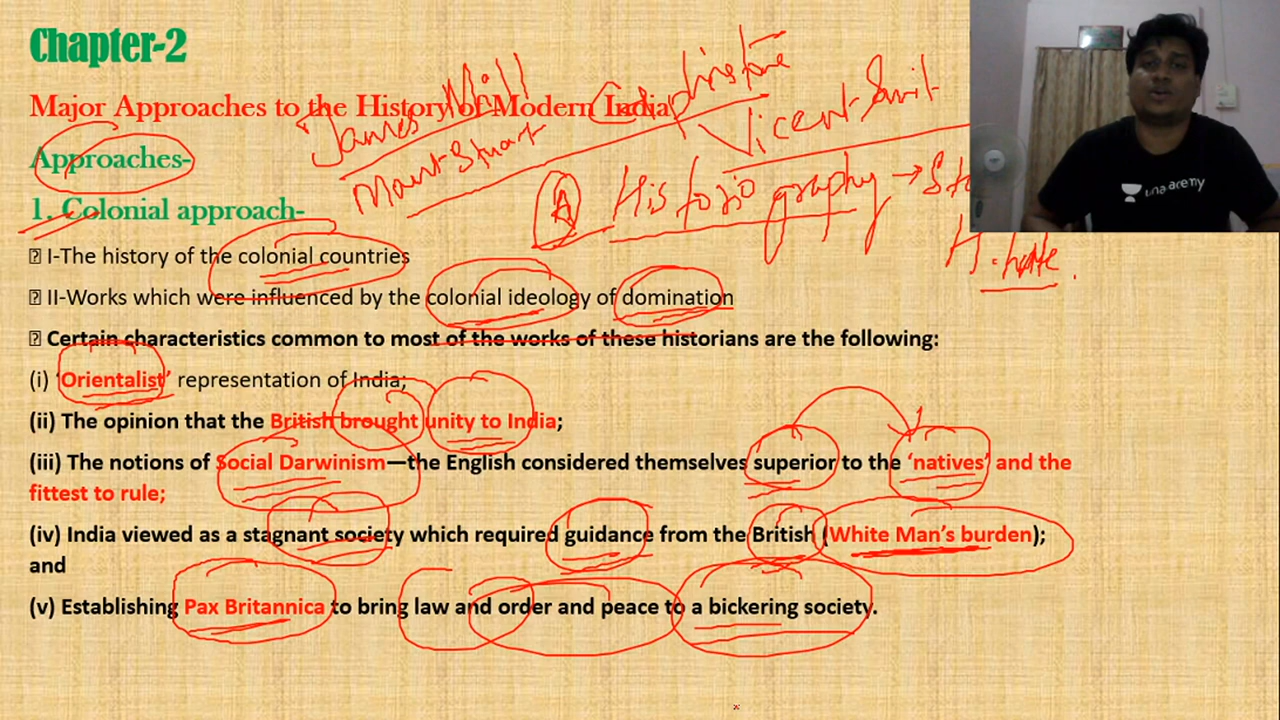 Chapter-2
Major Approaches to the History of Modern India
James Mill
Elphinstone
Mount-Stuart
Vicent Smit
Approaches-
(A) Historiography →
1. Colonial approach-
I-The history of the colonial countries
II-Works which were influenced by the colonial ideology of domination
Certain characteristics common to most of the works of these historians are the following:
(i) ‘Orientalist’ representation of India;
(ii) The opinion that the British brought unity to India;
(iii) The notions of Social Darwinism—the English considered themselves superior to the ‘natives’ and the
fittest to rule;
(iv) India viewed as a stagnant society which required guidance from the British (White Man’s burden);
and
(v) Establishing Pax Britannica to bring law and order and peace to a bickering society.
unacademy